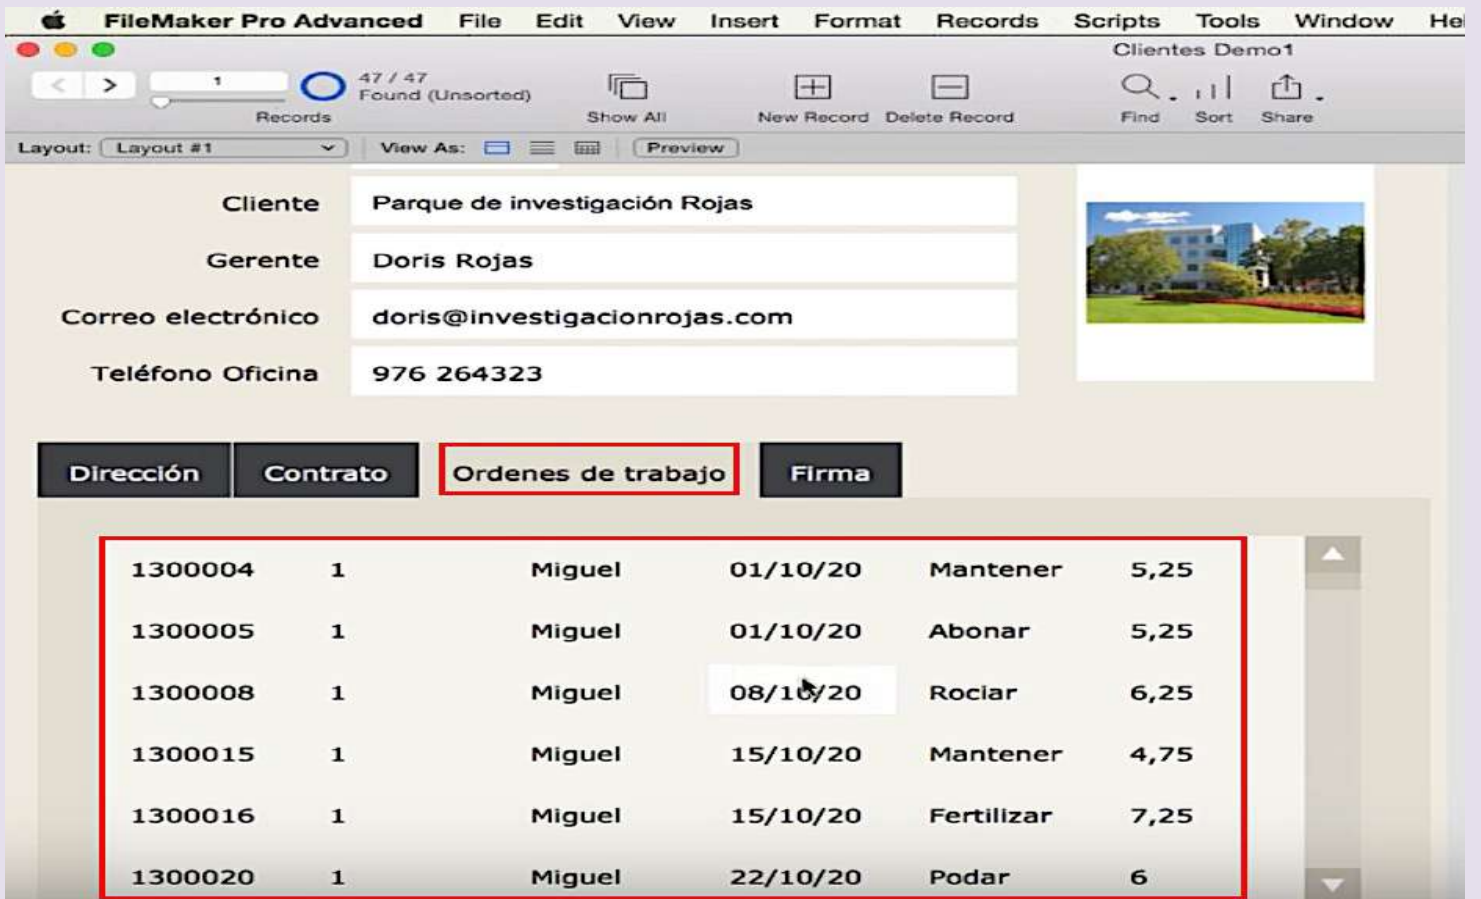 FileMaker Pro Advanced File Edit View Insert Format Records Scripts Tools Window
Clientes Demo1
1
47 / 47
Found (Unsorted)
Records
Show All
New Record
Delete Record
Find
Sort
Share
Layout: Layout #1 View As: Preview
Cliente Parque de investigación Rojas
Gerente Doris Rojas
Correo electrónico doris@investigacionrojas.com
Teléfono Oficina 976 264323
Dirección Contrato Ordenes de trabajo Firma
1300004 1 Miguel 01/10/20 Mantener 5,25
1300005 1 Miguel 01/10/20 Abonar 5,25
1300008 1 Miguel 08/10/20 Rociar 6,25
1300015 1 Miguel 15/10/20 Mantener 4,75
1300016 1 Miguel 15/10/20 Fertilizar 7,25
1300020 1 Miguel 22/10/20 Podar 6